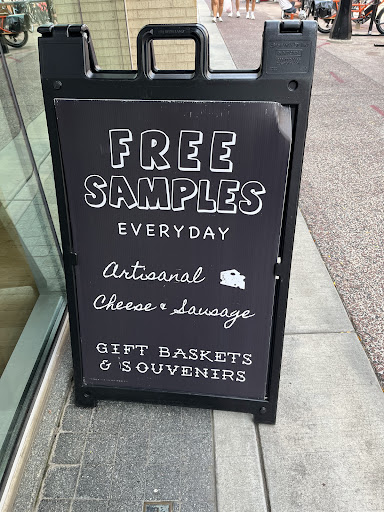 FREE
SAMPLES
EVERYDAY
Artisanal
Cheese & Sausage
GIFT BASKETS
& SOUVENIRS